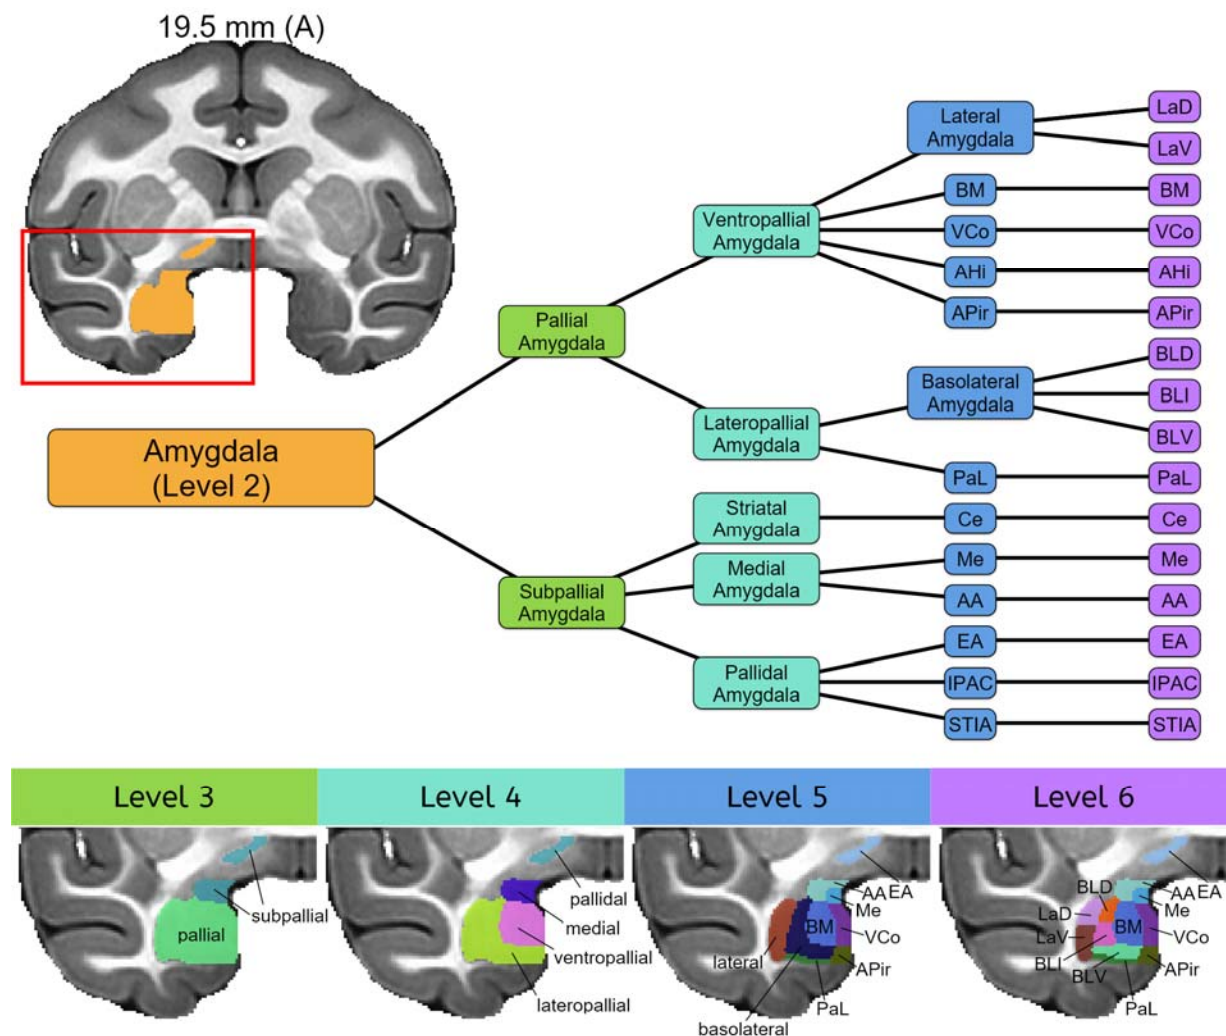 19.5 mm (A)
Amygdala
(Level 2)
Pallial
Amygdala
Subpallial
Amygdala
Ventropallial
Amygdala
Lateropallial
Amygdala
Striatal
Amygdala
Medial
Amygdala
Pallidal
Amygdala
Lateral
Amygdala
BM
VCo
AHi
APir
Basolateral
Amygdala
PaL
Ce
Me
AA
EA
IPAC
STIA
LaD
LaV
BM
VCo
AHi
APir
BLD
BLI
BLV
PaL
Ce
Me
AA
EA
IPAC
STIA
Level 3
subpallial
pallial
Level 4
pallidal
medial
ventropallial
lateropallial
Level 5
AA
EA
Me
BM
VCo
lateral
APir
PaL
basolateral
Level 6
BLD
AA
EA
Me
LaD
BM
LaV
VCo
BLI
BLV
APir
PaL